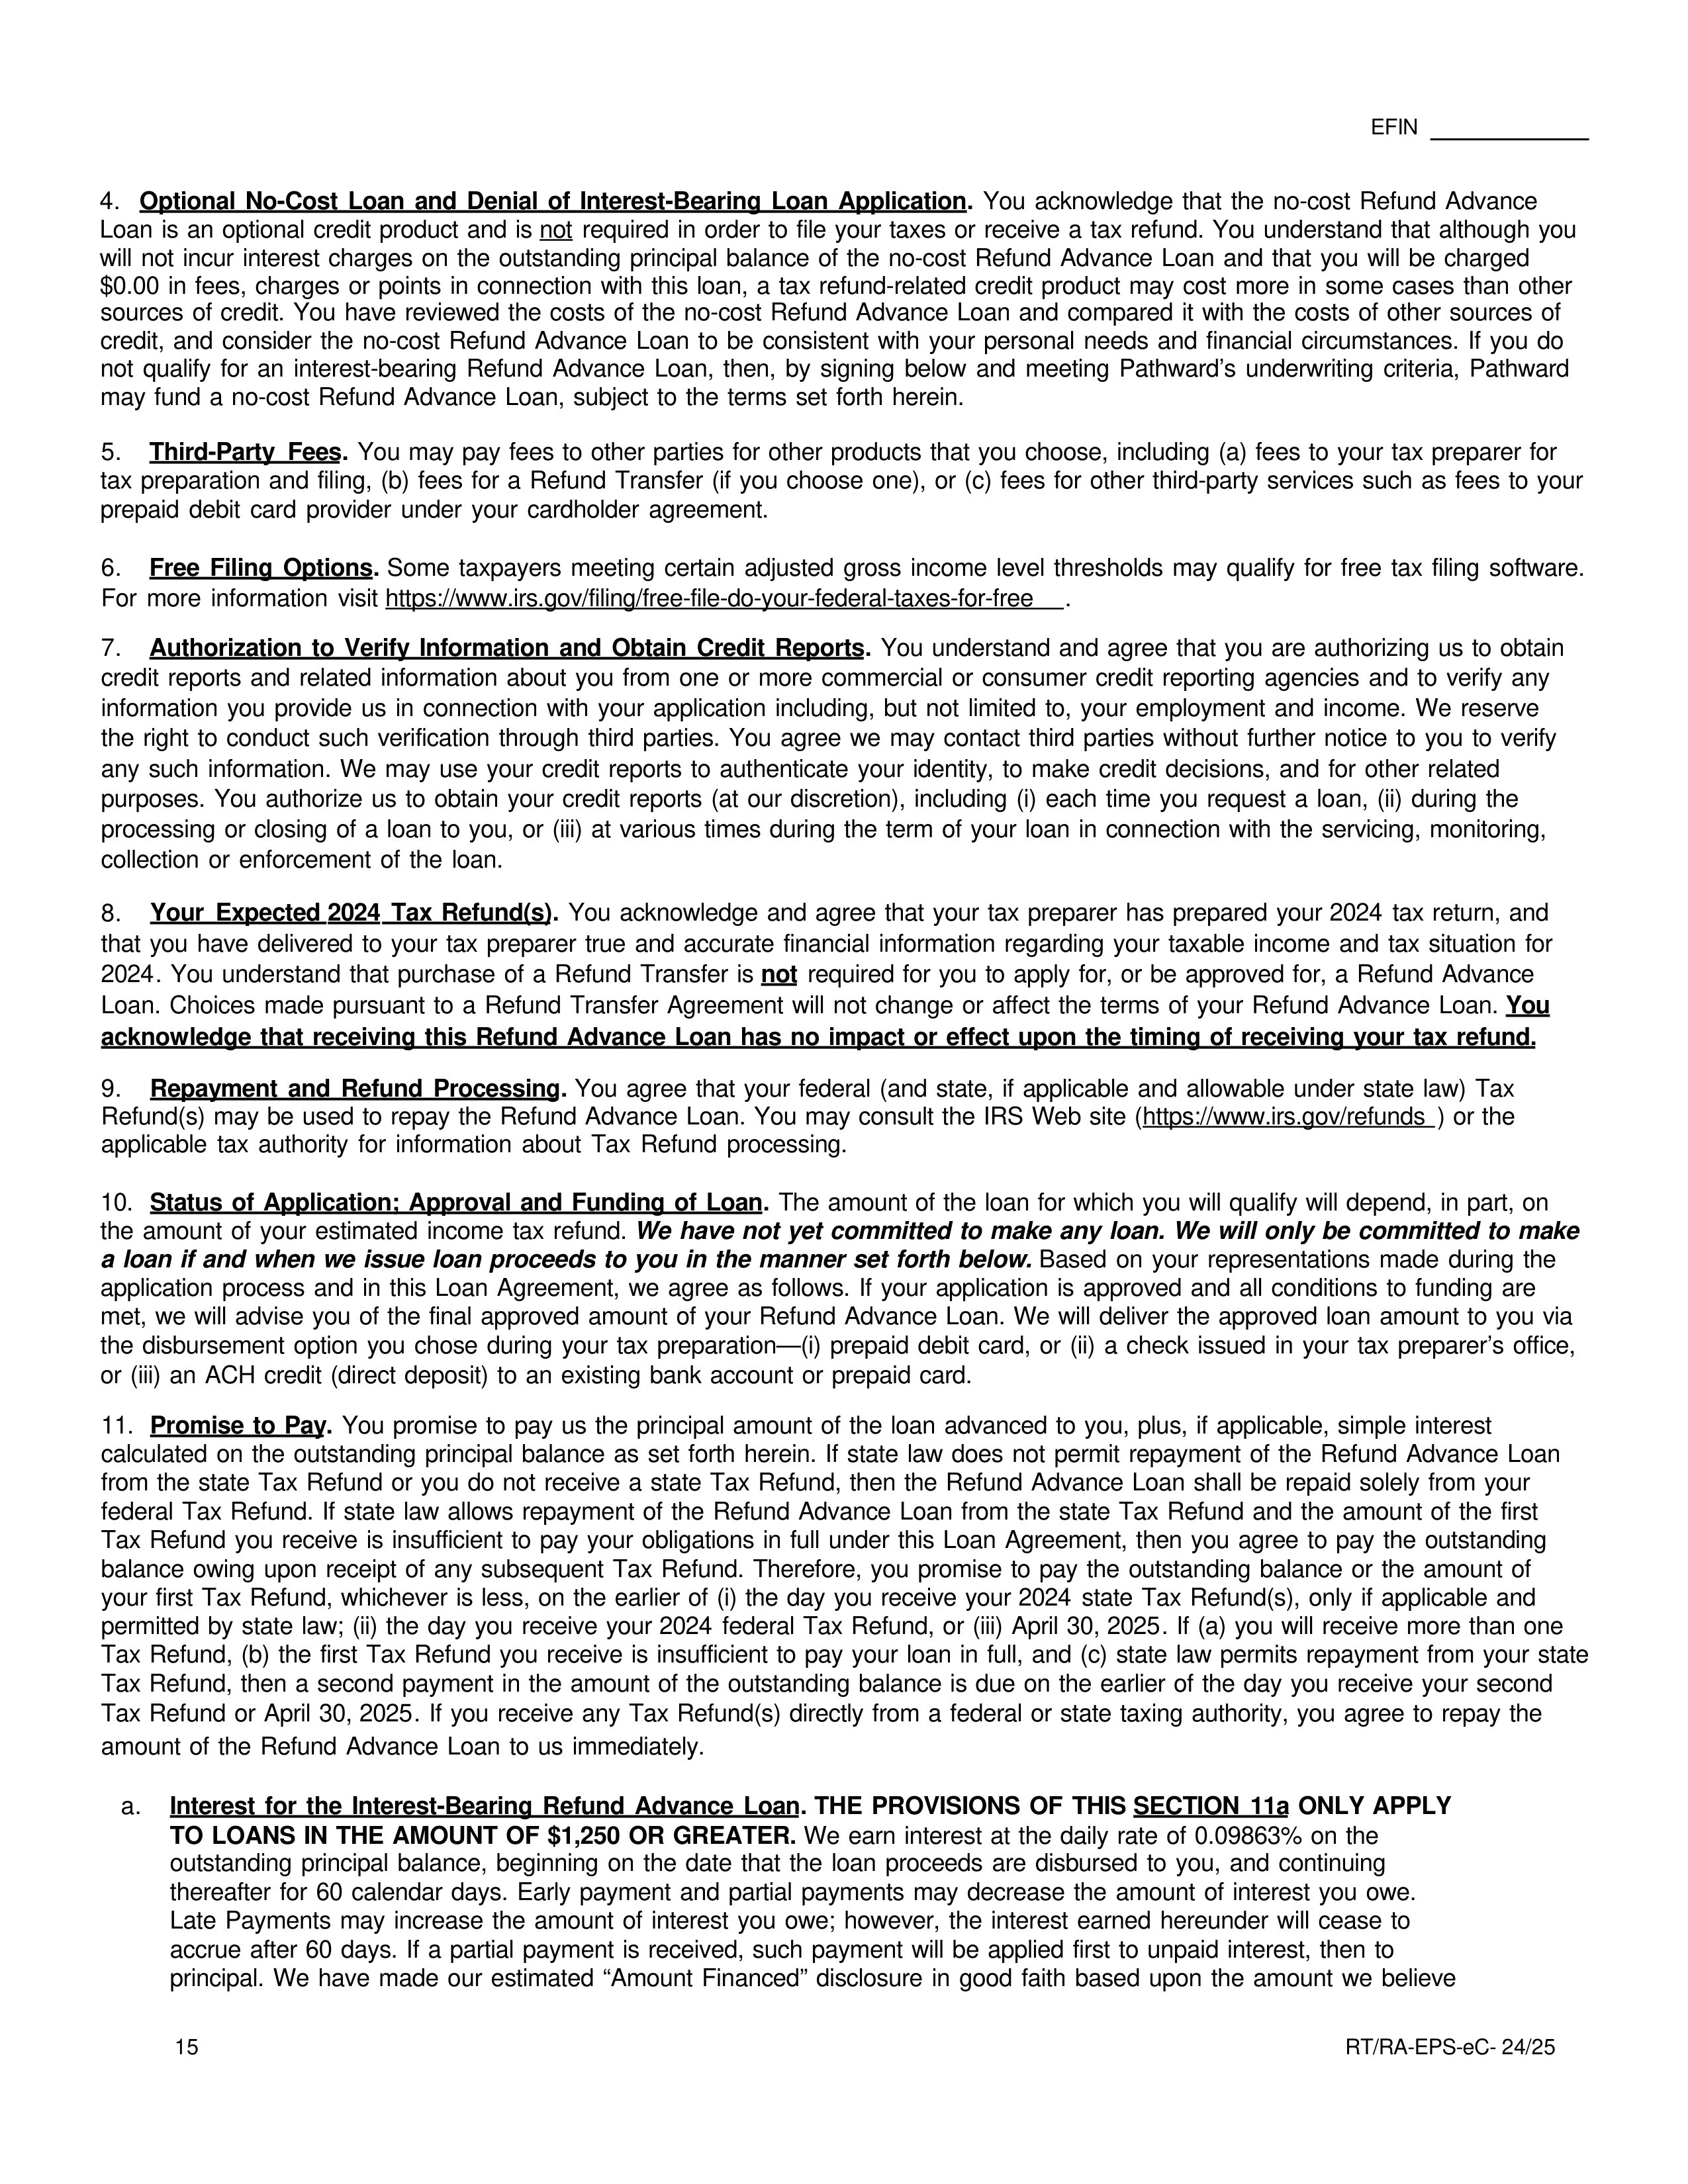 EFIN ____________
4. Optional No-Cost Loan and Denial of Interest-Bearing Loan Application. You acknowledge that the no-cost Refund Advance
Loan is an optional credit product and is not required in order to file your taxes or receive a tax refund. You understand that although you
will not incur interest charges on the outstanding principal balance of the no-cost Refund Advance Loan and that you will be charged
$0.00 in fees, charges or points in connection with this loan, a tax refund-related credit product may cost more in some cases than other
sources of credit. You have reviewed the costs of the no-cost Refund Advance Loan and compared it with the costs of other sources of
credit, and consider the no-cost Refund Advance Loan to be consistent with your personal needs and financial circumstances. If you do
not qualify for an interest-bearing Refund Advance Loan, then, by signing below and meeting Pathward’s underwriting criteria, Pathward
may fund a no-cost Refund Advance Loan, subject to the terms set forth herein.
5. Third-Party Fees. You may pay fees to other parties for other products that you choose, including (a) fees to your tax preparer for
tax preparation and filing, (b) fees for a Refund Transfer (if you choose one), or (c) fees for other third-party services such as fees to your
prepaid debit card provider under your cardholder agreement.
6. Free Filing Options. Some taxpayers meeting certain adjusted gross income level thresholds may qualify for free tax filing software.
For more information visit https://www.irs.gov/filing/free-file-do-your-federal-taxes-for-free .
7. Authorization to Verify Information and Obtain Credit Reports. You understand and agree that you are authorizing us to obtain
credit reports and related information about you from one or more commercial or consumer credit reporting agencies and to verify any
information you provide us in connection with your application including, but not limited to, your employment and income. We reserve
the right to conduct such verification through third parties. You agree we may contact third parties without further notice to you to verify
any such information. We may use your credit reports to authenticate your identity, to make credit decisions, and for other related
purposes. You authorize us to obtain your credit reports (at our discretion), including (i) each time you request a loan, (ii) during the
processing or closing of a loan to you, or (iii) at various times during the term of your loan in connection with the servicing, monitoring,
collection or enforcement of the loan.
8. Your Expected 2024 Tax Refund(s). You acknowledge and agree that your tax preparer has prepared your 2024 tax return, and
that you have delivered to your tax preparer true and accurate financial information regarding your taxable income and tax situation for
2024. You understand that purchase of a Refund Transfer is not required for you to apply for, or be approved for, a Refund Advance
Loan. Choices made pursuant to a Refund Transfer Agreement will not change or affect the terms of your Refund Advance Loan. You
acknowledge that receiving this Refund Advance Loan has no impact or effect upon the timing of receiving your tax refund.
9. Repayment and Refund Processing. You agree that your federal (and state, if applicable and allowable under state law) Tax
Refund(s) may be used to repay the Refund Advance Loan. You may consult the IRS Web site (https://www.irs.gov/refunds ) or the
applicable tax authority for information about Tax Refund processing.
10. Status of Application; Approval and Funding of Loan. The amount of the loan for which you will qualify will depend, in part, on
the amount of your estimated income tax refund. We have not yet committed to make any loan. We will only be committed to make
a loan if and when we issue loan proceeds to you in the manner set forth below. Based on your representations made during the
application process and in this Loan Agreement, we agree as follows. If your application is approved and all conditions to funding are
met, we will advise you of the final approved amount of your Refund Advance Loan. We will deliver the approved loan amount to you via
the disbursement option you chose during your tax preparation—(i) prepaid debit card, or (ii) a check issued in your tax preparer’s office,
or (iii) an ACH credit (direct deposit) to an existing bank account or prepaid card.
11. Promise to Pay. You promise to pay us the principal amount of the loan advanced to you, plus, if applicable, simple interest
calculated on the outstanding principal balance as set forth herein. If state law does not permit repayment of the Refund Advance Loan
from the state Tax Refund or you do not receive a state Tax Refund, then the Refund Advance Loan shall be repaid solely from your
federal Tax Refund. If state law allows repayment of the Refund Advance Loan from the state Tax Refund and the amount of the first
Tax Refund you receive is insufficient to pay your obligations in full under this Loan Agreement, then you agree to pay the outstanding
balance owing upon receipt of any subsequent Tax Refund. Therefore, you promise to pay the outstanding balance or the amount of
your first Tax Refund, whichever is less, on the earlier of (i) the day you receive your 2024 state Tax Refund(s), only if applicable and
permitted by state law; (ii) the day you receive your 2024 federal Tax Refund, or (iii) April 30, 2025. If (a) you will receive more than one
Tax Refund, (b) the first Tax Refund you receive is insufficient to pay your loan in full, and (c) state law permits repayment from your state
Tax Refund, then a second payment in the amount of the outstanding balance is due on the earlier of the day you receive your second
Tax Refund or April 30, 2025. If you receive any Tax Refund(s) directly from a federal or state taxing authority, you agree to repay the
amount of the Refund Advance Loan to us immediately.
a. Interest for the Interest-Bearing Refund Advance Loan. THE PROVISIONS OF THIS SECTION 11a ONLY APPLY
TO LOANS IN THE AMOUNT OF $1,250 OR GREATER. We earn interest at the daily rate of 0.09863% on the
outstanding principal balance, beginning on the date that the loan proceeds are disbursed to you, and continuing
thereafter for 60 calendar days. Early payment and partial payments may decrease the amount of interest you owe.
Late Payments may increase the amount of interest you owe; however, the interest earned hereunder will cease to
accrue after 60 days. If a partial payment is received, such payment will be applied first to unpaid interest, then to
principal. We have made our estimated “Amount Financed” disclosure in good faith based upon the amount we believe
15 RT/RA-EPS-eC- 24/25